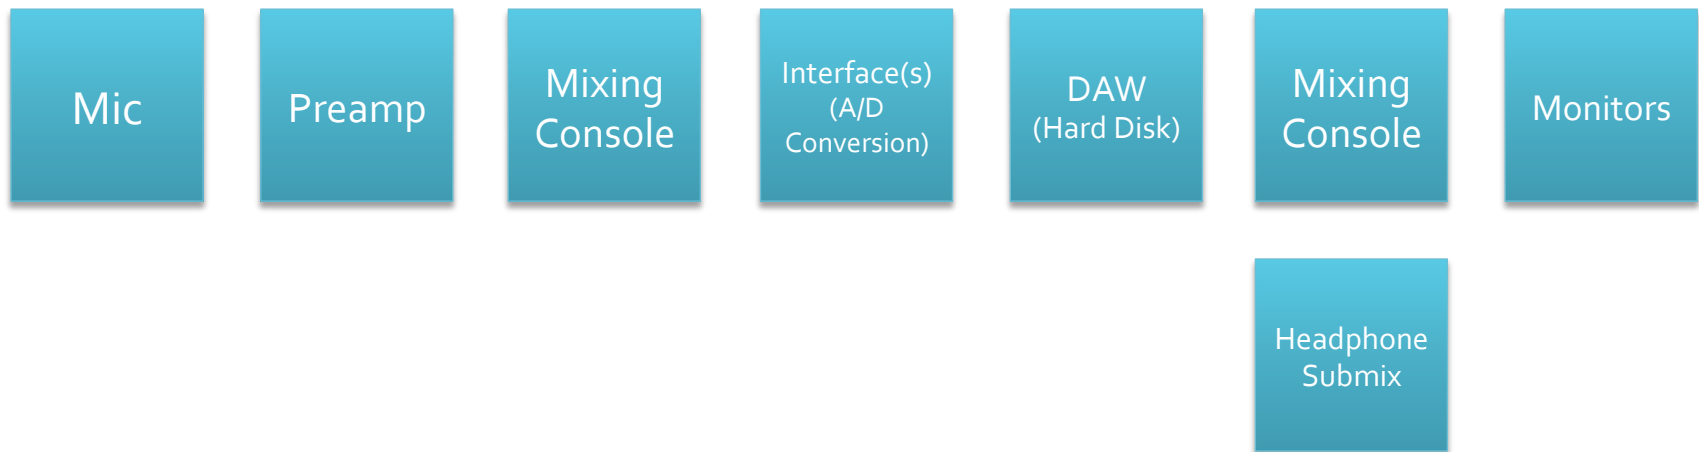 Mic
Preamp
Mixing
Console
Interface(s)
(A/D
Conversion)
DAW
(Hard Disk)
Mixing
Console
Monitors
Headphone
Submix